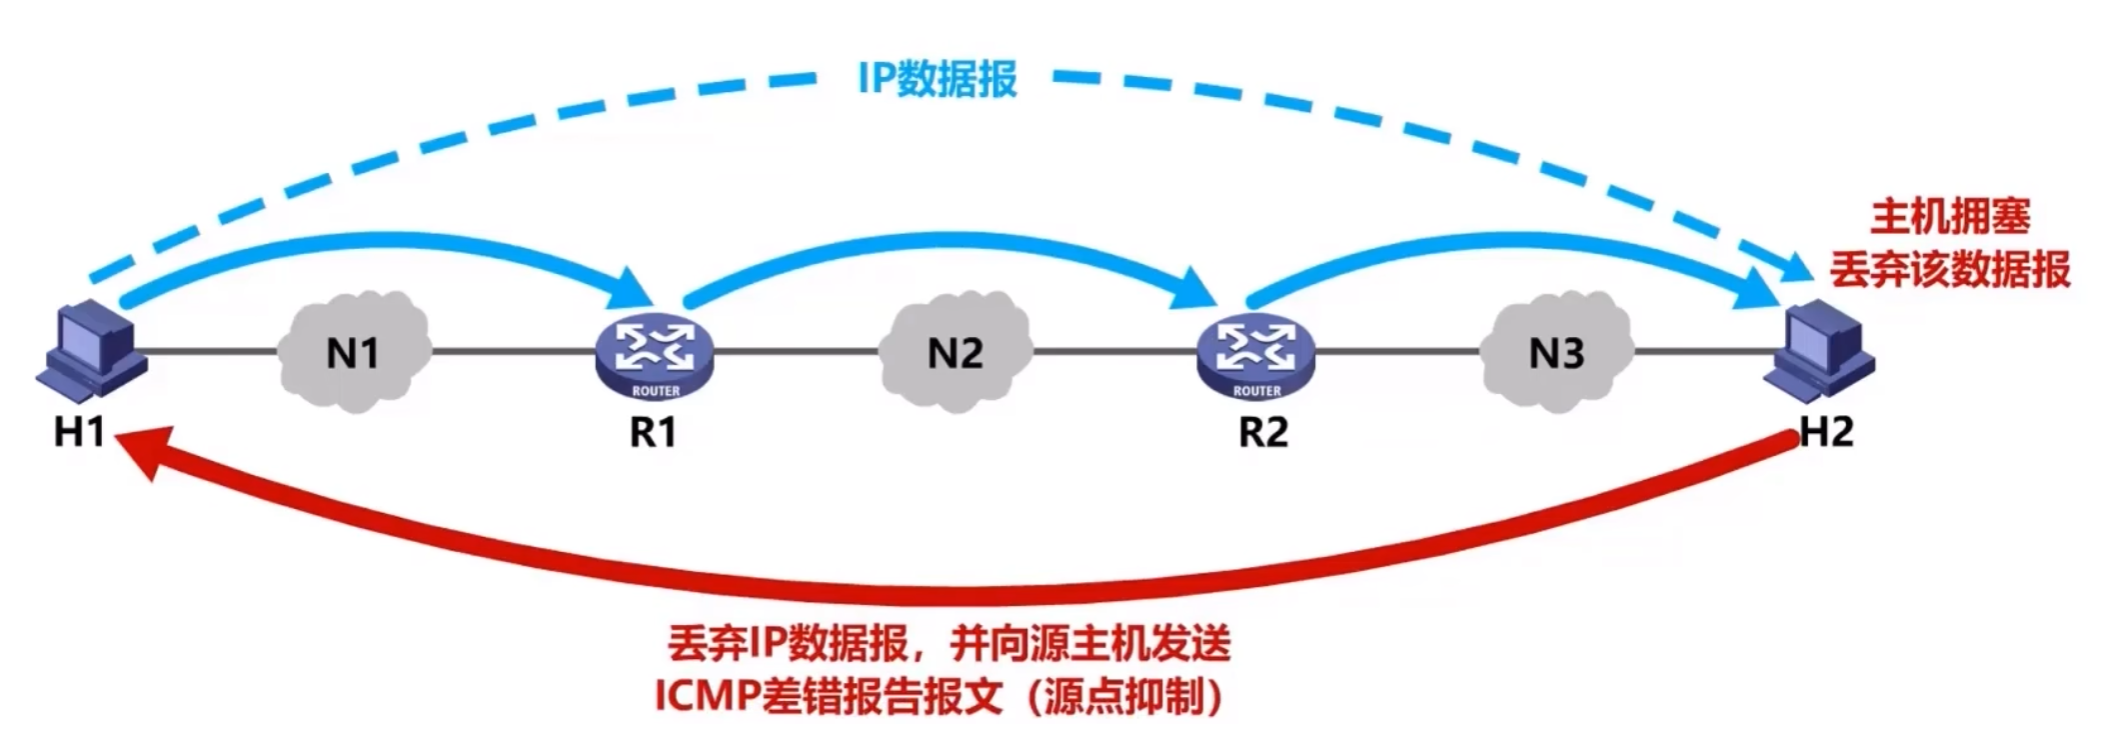 IP数据报
主机拥塞
丢弃该数据报
N1
N2
N3
ROUTER
ROUTER
H1
R1
R2
H2
丢弃IP数据报，并向源主机发送
ICMP差错报告报文（源点抑制）